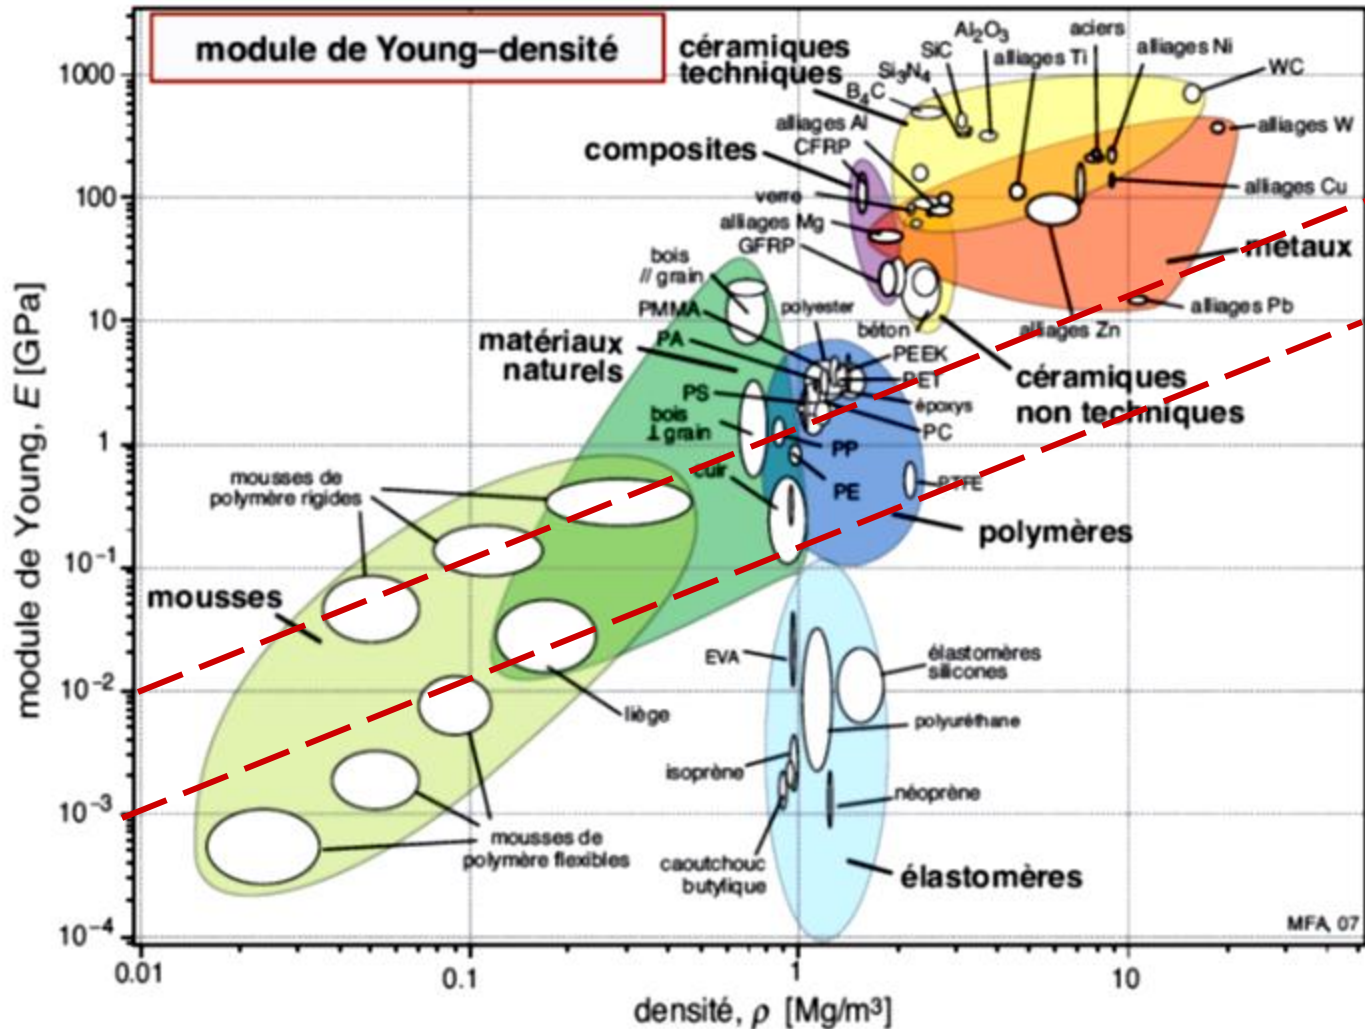 module de Young–densité
céramiques
techniques
Al₂O₃
SiC
Si₃N₄
B₄C
alliages Ti
aciers
alliages Ni
WC
alliages W
alliages Al
CFRP
composites
verre
alliages Mg
GFRP
alliages Cu
métaux
alliages Pb
alliages Zn
bois
// grain
PMMA
polyester
béton
PA
matériaux
naturels
PEEK
PET
PS
époxys
céramiques
non techniques
bois
⊥ grain
PC
PP
cuir
PE
PTFE
polymères
mousses de
polymère rigides
mousses
EVA
élastomères
silicones
liège
polyuréthane
isoprène
néoprène
mousses de
polymère flexibles
caoutchouc
butylique
élastomères
MFA, 07
module de Young, E [GPa]
1000
100
10
1
10⁻¹
10⁻²
10⁻³
10⁻⁴
0.01
0.1
1
10
densité, ρ [Mg/m³]